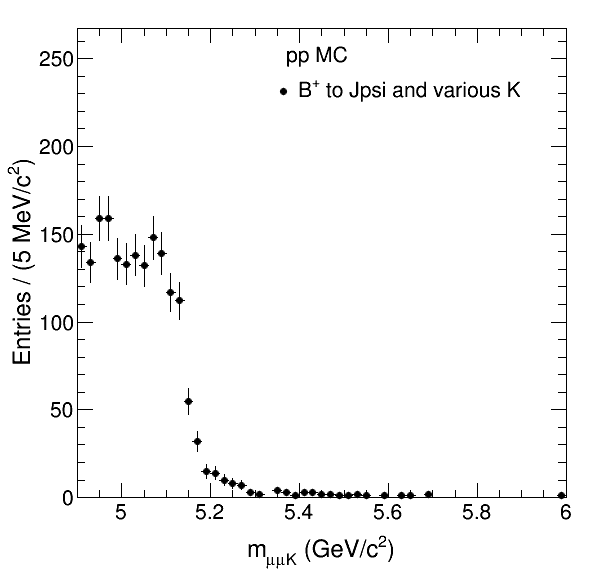 pp MC
B⁺ to Jpsi and various K
Entries / (5 MeV/c²)
250
200
150
100
50
0
5 5.2 5.4 5.6 5.8 6
m_μμK (GeV/c²)